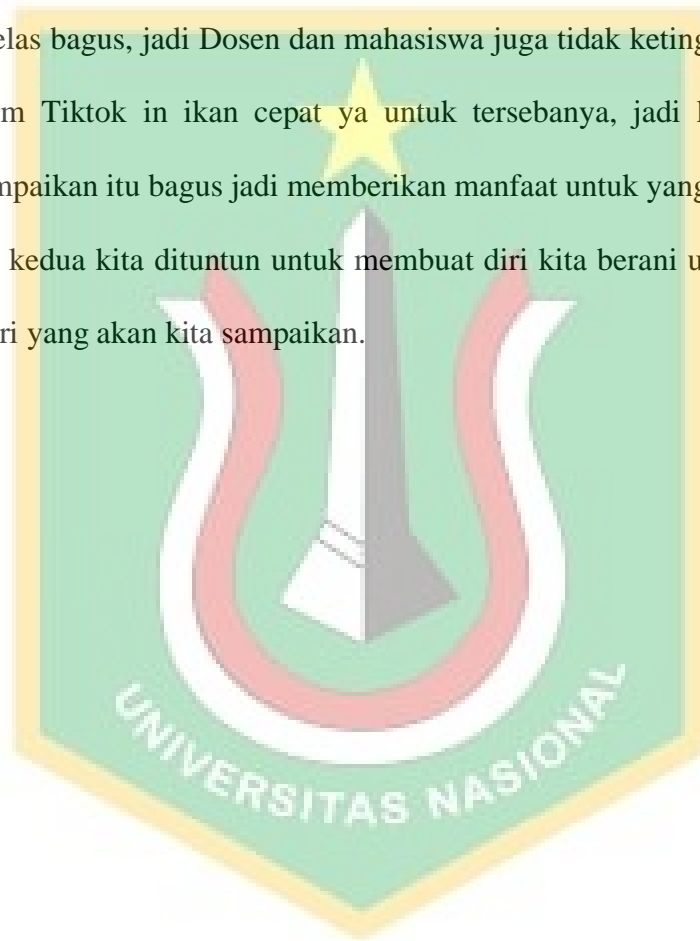 elas bagus, jadi Dosen dan mahasiswa juga tidak keting
m Tiktok in ikan cepat ya untuk tersebanya, jadi
mpaikan itu bagus jadi memberikan manfaat untuk yang
kedua kita dituntun untuk membuat diri kita berani u
ri yang akan kita sampaikan.
UNIVERSITAS NASIONAL